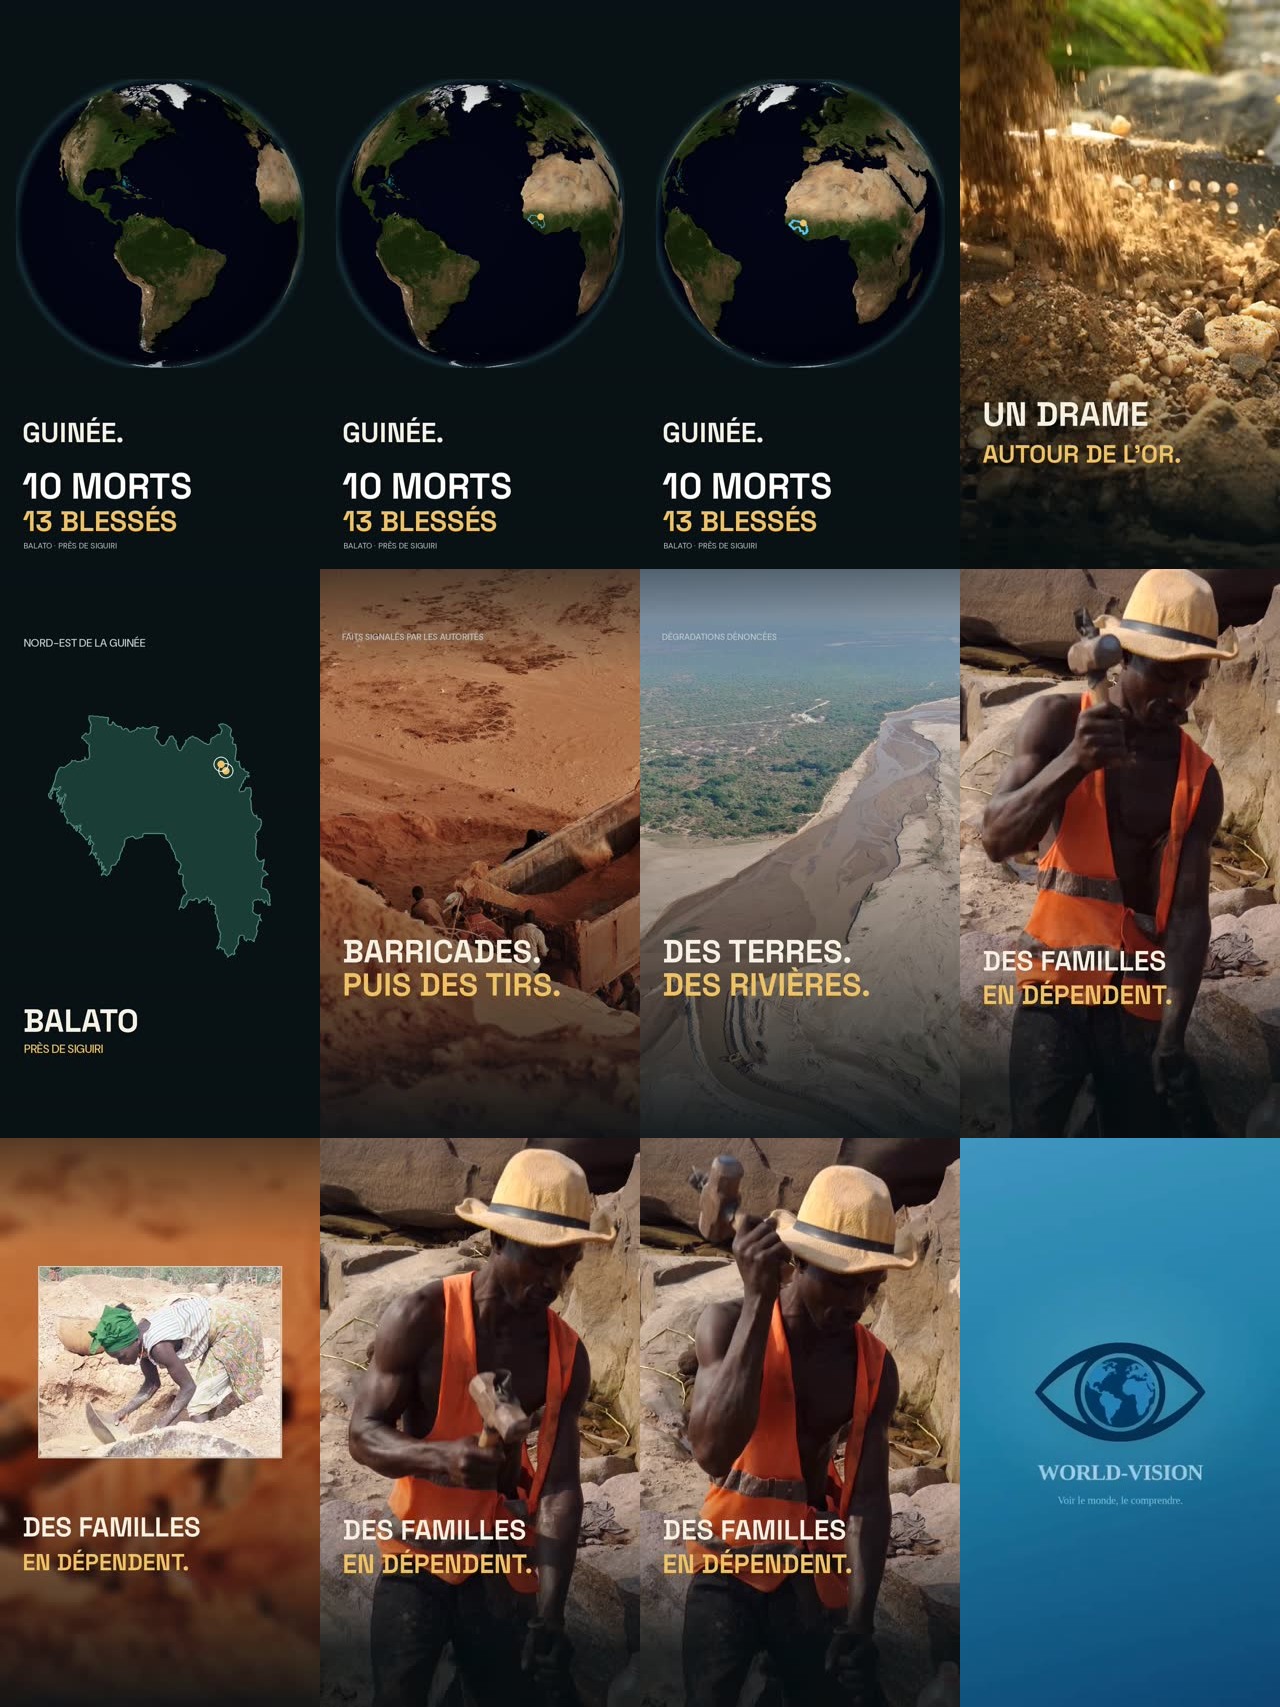 GUINÉE.
10 MORTS
13 BLESSÉS
BALATO · PRÈS DE SIGUIRI
GUINÉE.
10 MORTS
13 BLESSÉS
BALATO · PRÈS DE SIGUIRI
GUINÉE.
10 MORTS
13 BLESSÉS
BALATO · PRÈS DE SIGUIRI
UN DRAME
AUTOUR DE L'OR.
NORD-EST DE LA GUINÉE
BALATO
PRÈS DE SIGUIRI
FAITS SIGNALÉS PAR LES AUTORITÉS
BARRICADES.
PUIS DES TIRS.
DÉGRADATIONS DÉNONCÉES
DES TERRES.
DES RIVIÈRES.
DES FAMILLES
EN DÉPENDENT.
DES FAMILLES
EN DÉPENDENT.
DES FAMILLES
EN DÉPENDENT.
DES FAMILLES
EN DÉPENDENT.
WORLD-VISION
Voir le monde, le comprendre.